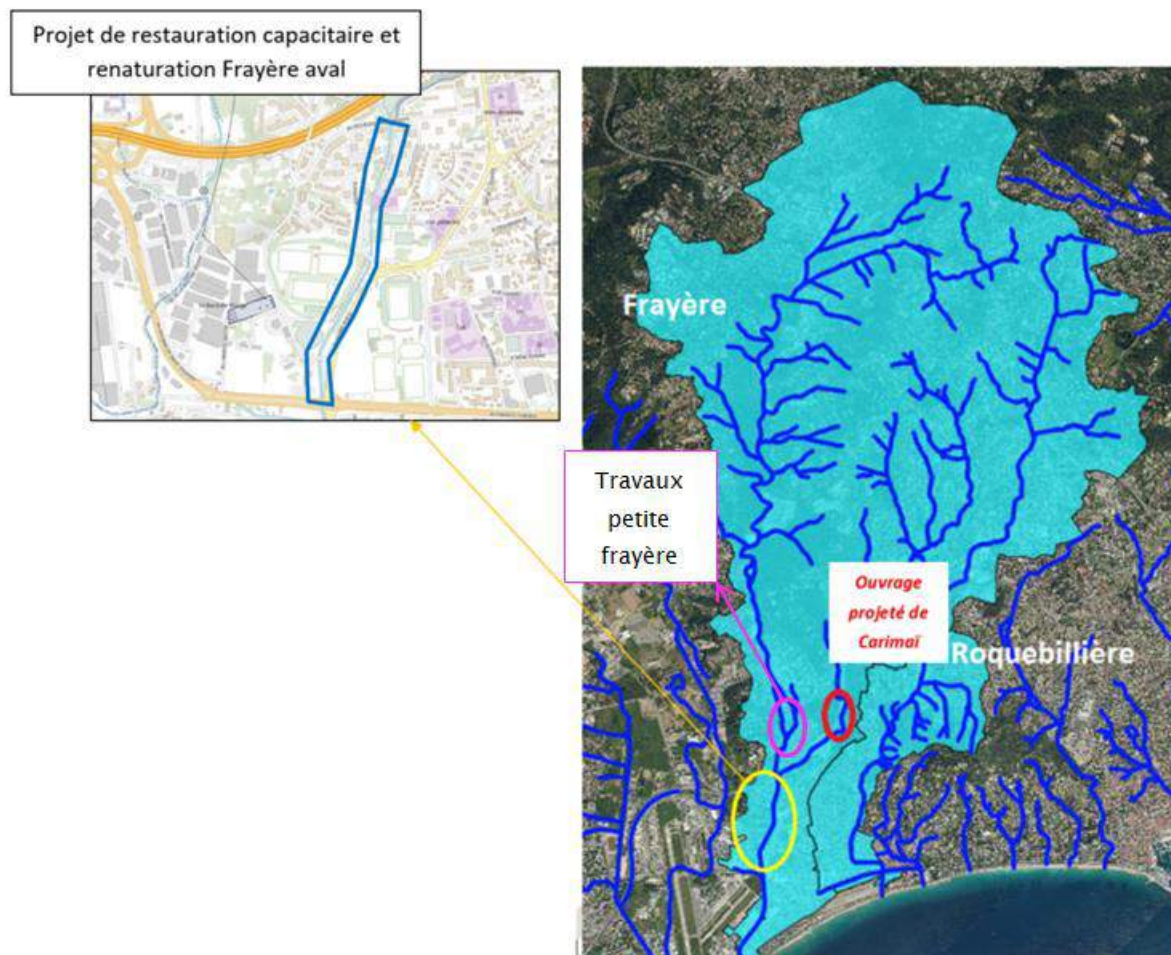 Projet de restauration capacitaire et
renaturation Frayère aval
Frayère
Travaux
petite
frayère
Ouvrage
projeté de
Carimaï
Roquebillière